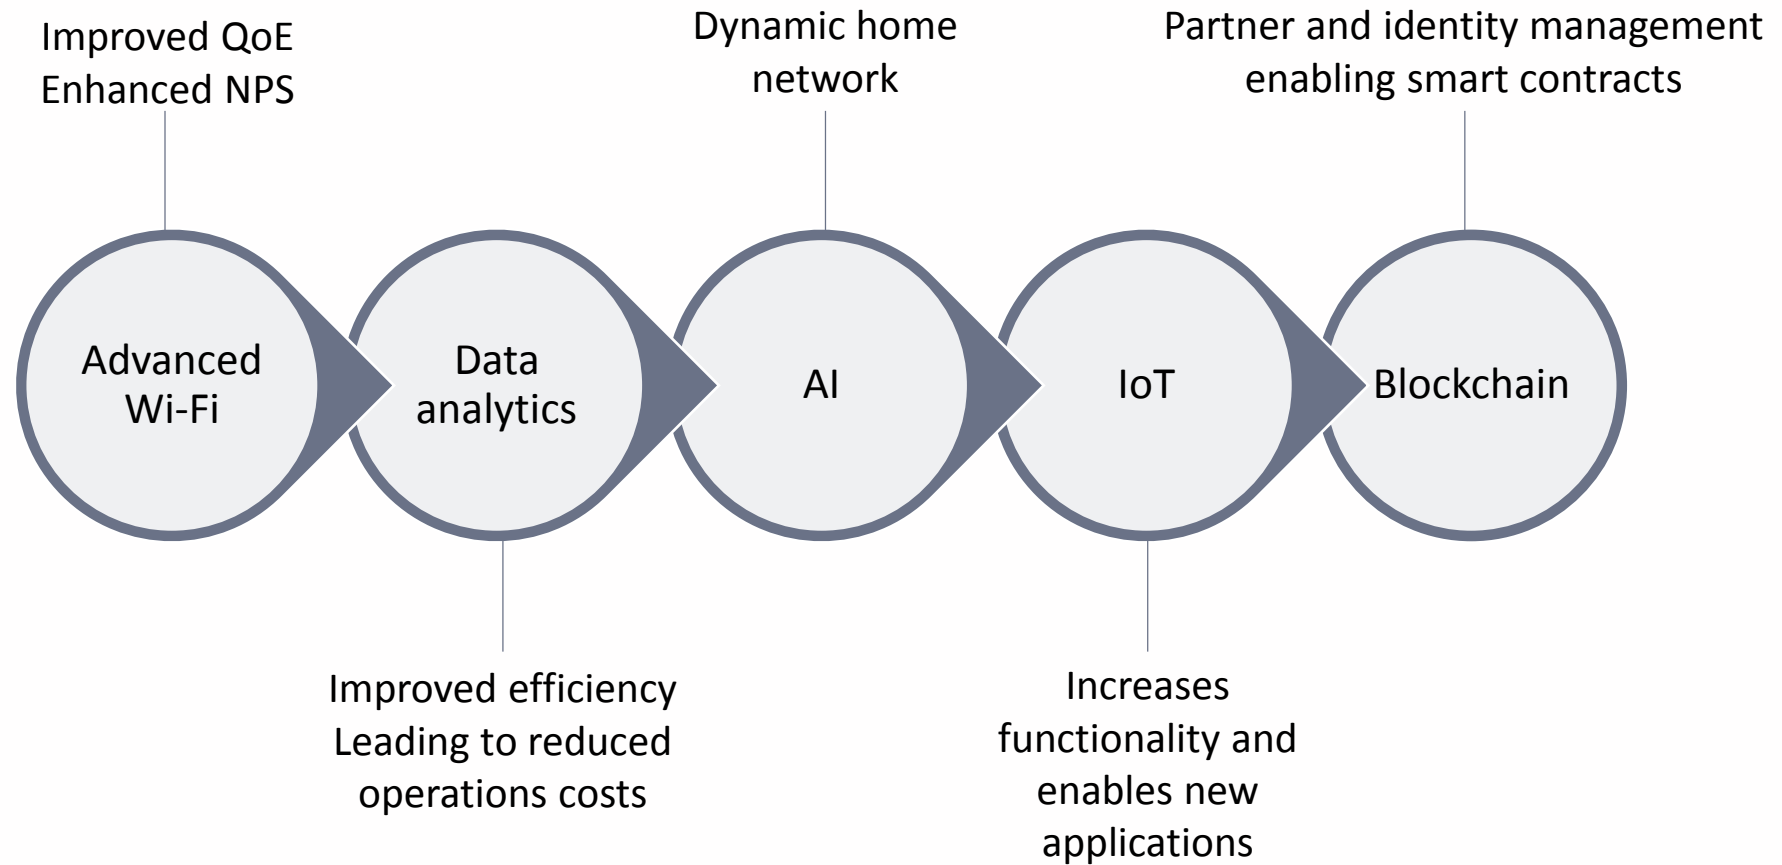 Improved QoE
Enhanced NPS
Dynamic home
network
Partner and identity management
enabling smart contracts
Advanced
Wi-Fi
Data
analytics
AI
IoT
Blockchain
Improved efficiency
Leading to reduced
operations costs
Increases
functionality and
enables new
applications